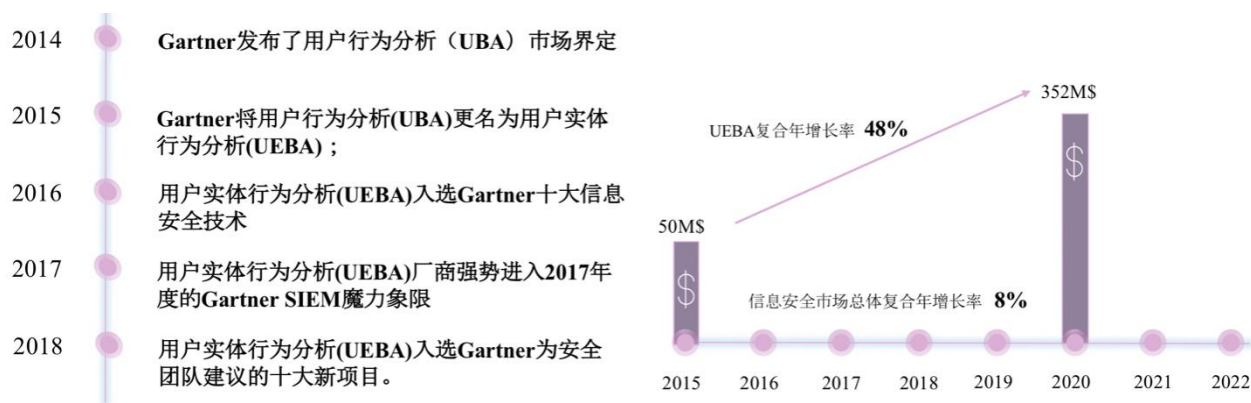 2014
Gartner发布了用户行为分析（UBA）市场界定
2015
Gartner将用户行为分析(UBA)更名为用户实体
行为分析(UEBA)；
2016
用户实体行为分析(UEBA)入选Gartner十大信息
安全技术
2017
用户实体行为分析(UEBA)厂商强势进入2017年
度的Gartner SIEM魔力象限
2018
用户实体行为分析(UEBA)入选Gartner为安全
团队建议的十大新项目。
352M$
UEBA复合年增长率 48%
$
50M$
$
信息安全市场总体复合年增长率 8%
2015 2016 2017 2018 2019 2020 2021 2022